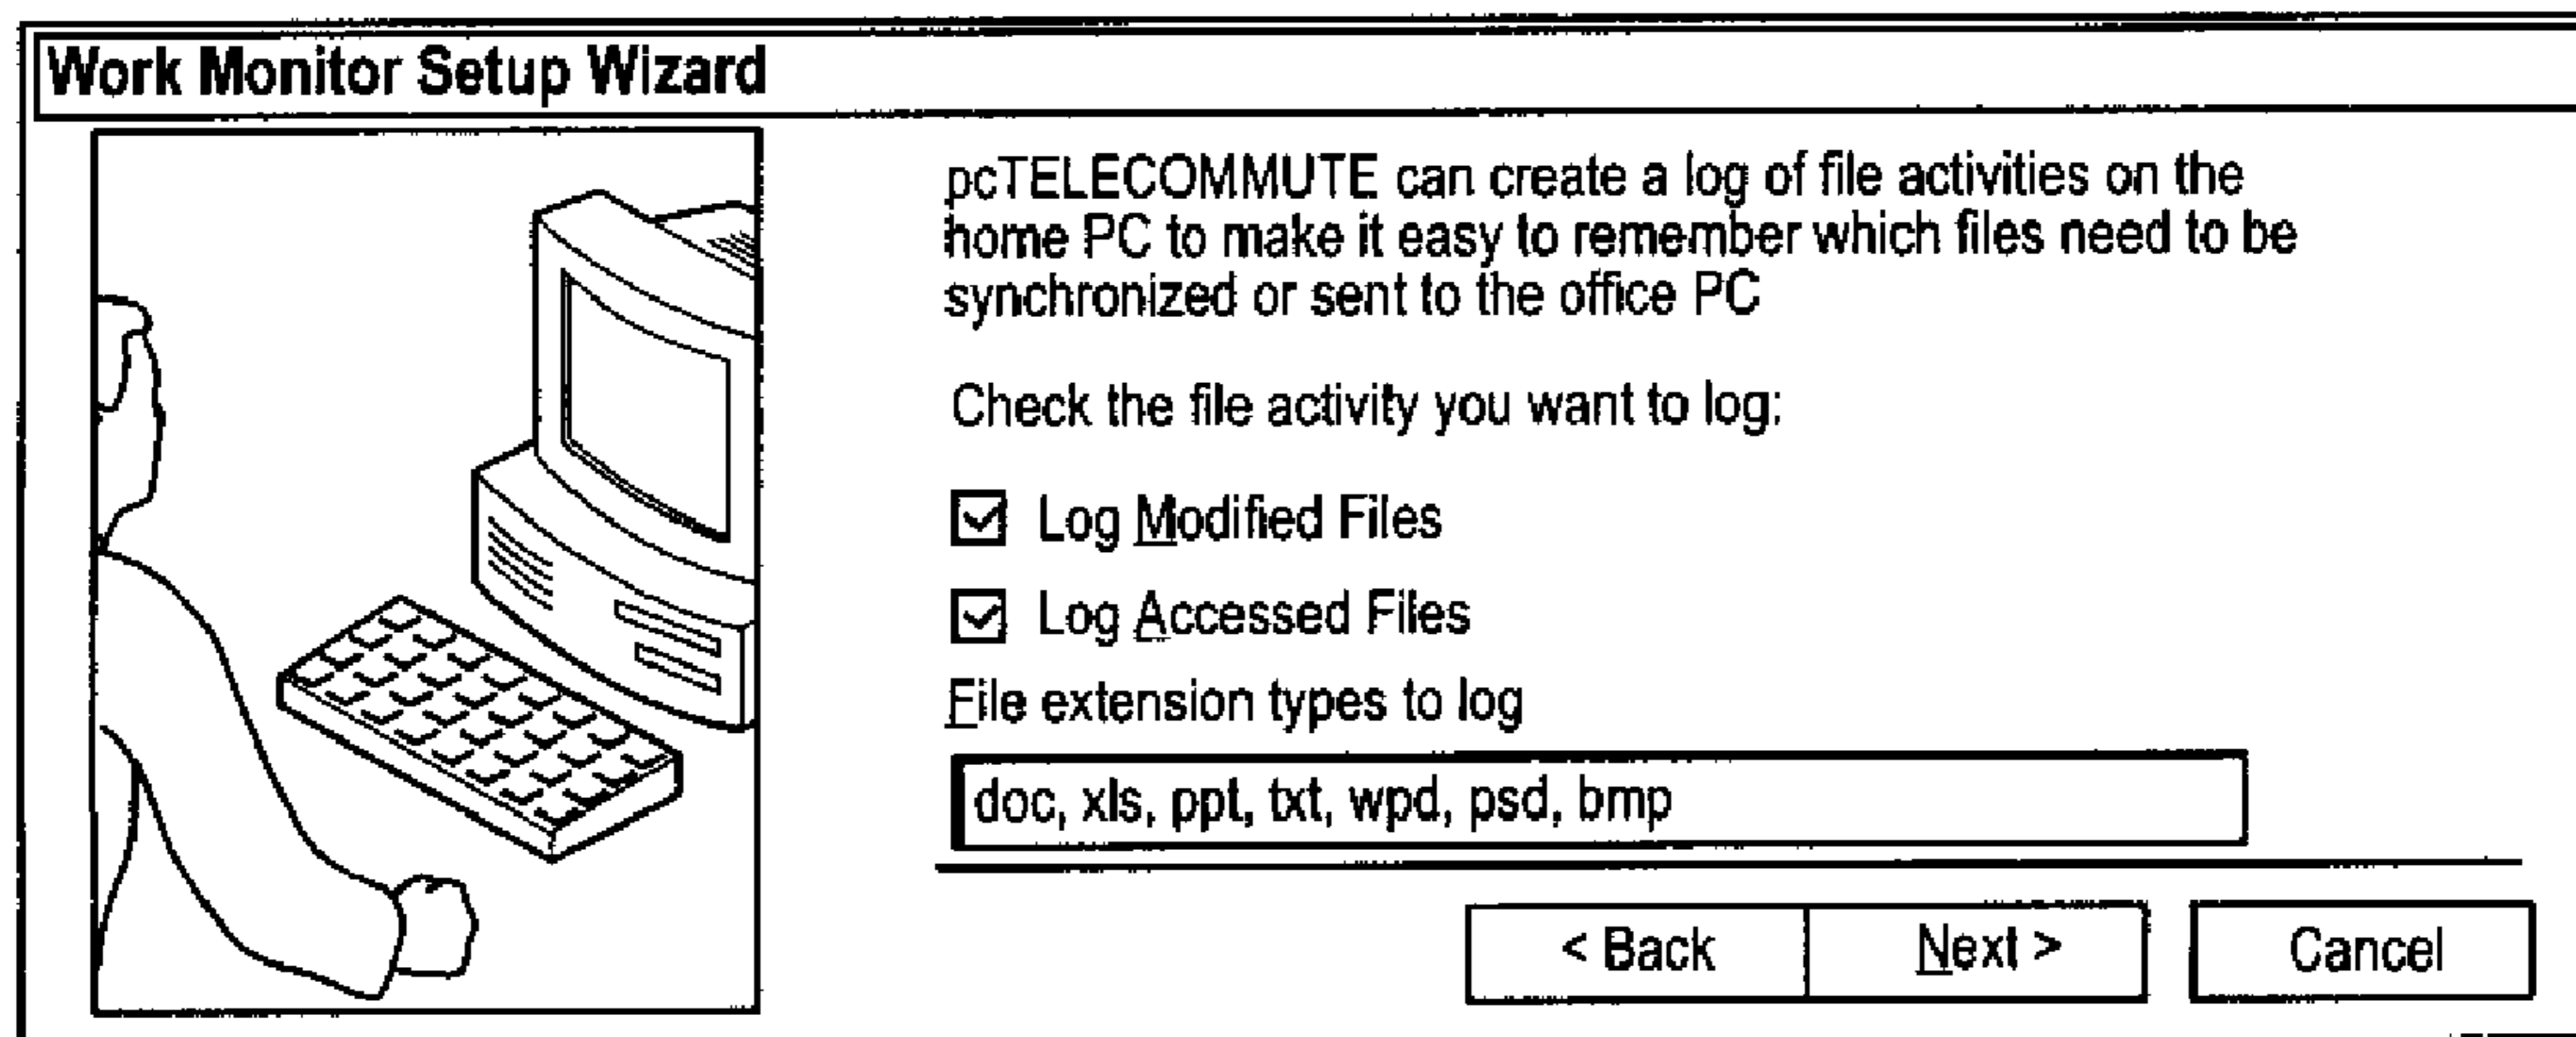 Work Monitor Setup Wizard
pcTELECOMMUTE can create a log of file activities on the
home PC to make it easy to remember which files need to be
synchronized or sent to the office PC
Check the file activity you want to log:
Log Modified Files
Log Accessed Files
File extension types to log
doc, xls, ppt, txt, wpd, psd, bmp
< Back Next > Cancel